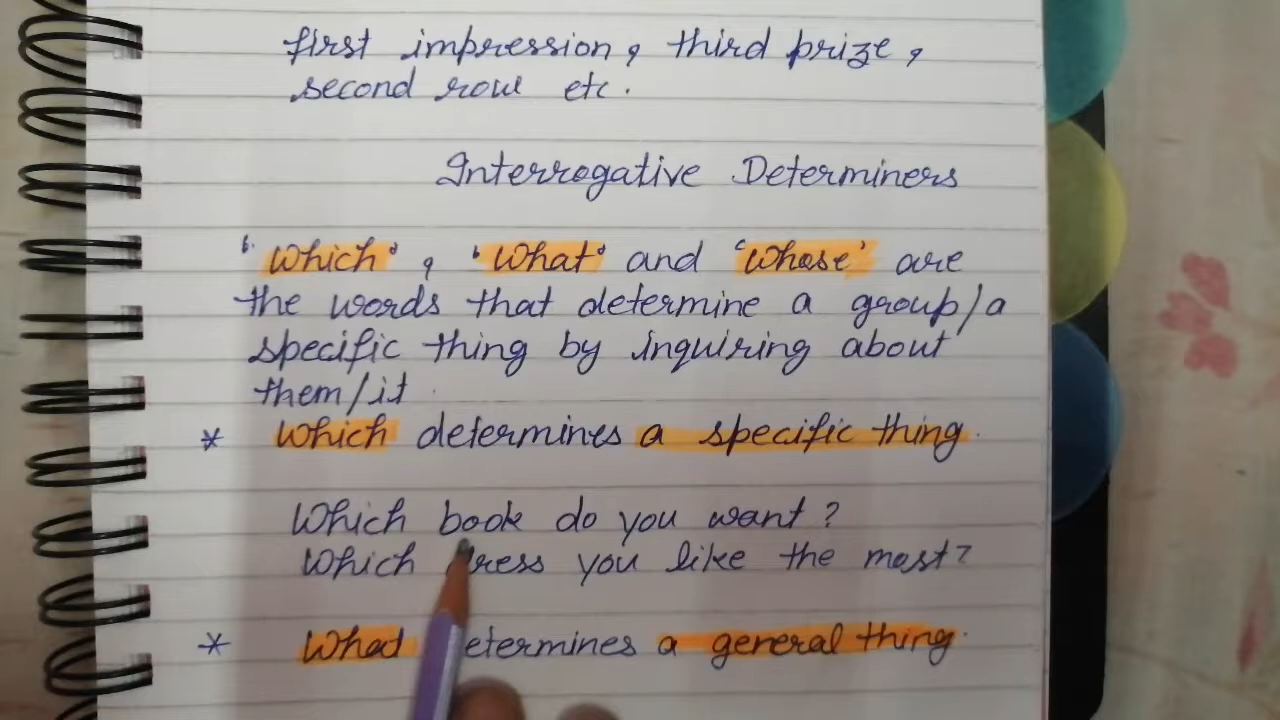 first impression, third prize,
second row etc.
Interrogative Determiners
'Which', 'What' and 'Whose' are
the words that determine a group/a
specific thing by inquiring about
them/it
* Which determines a specific thing.
Which book do you want?
Which dress you like the most?
* What determines a general thing.